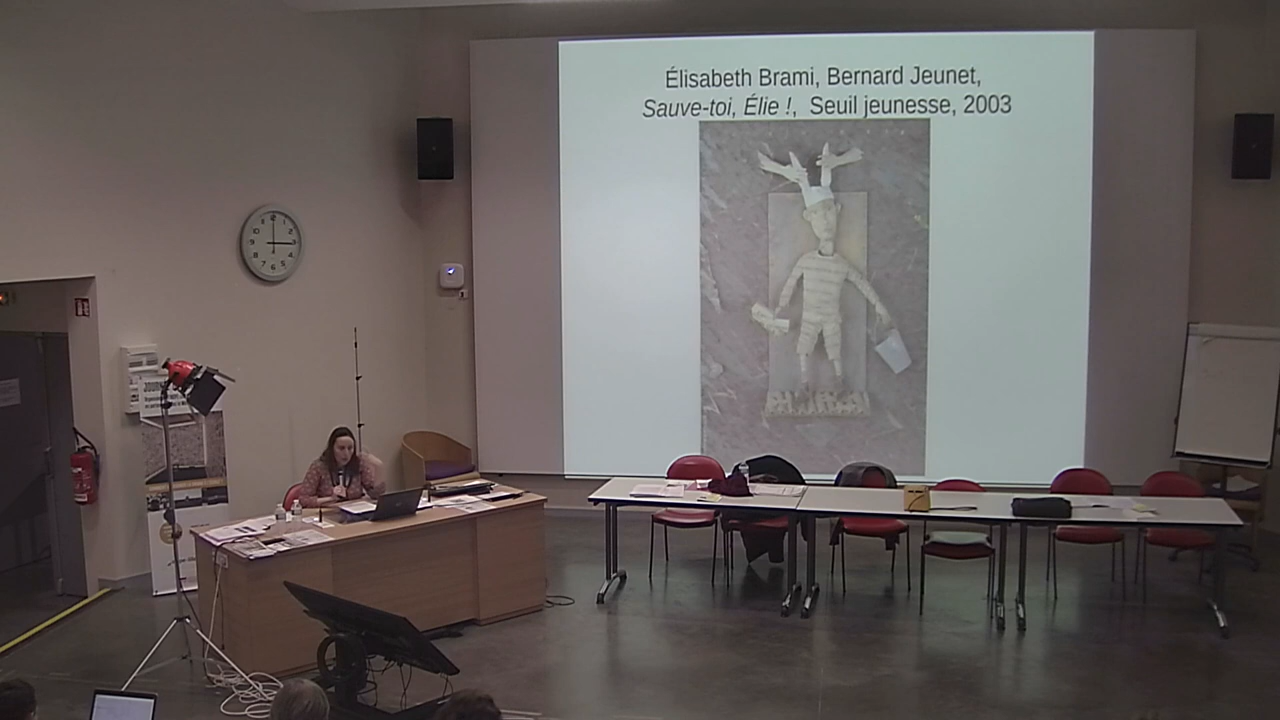 Élisabeth Brami, Bernard Jeunet,
Sauve-toi, Élie !, Seuil jeunesse, 2003